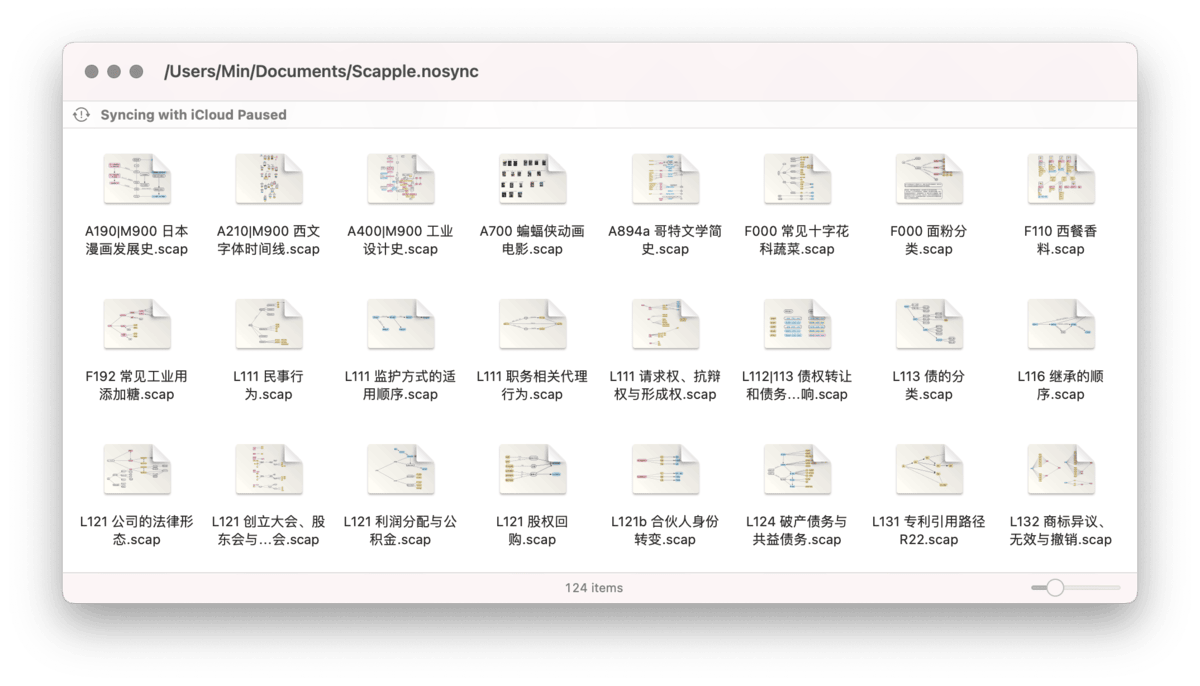 /Users/Min/Documents/Scapple.nosync
Syncing with iCloud Paused
A190|M900 日本
漫画发展史.scap
A210|M900 西文
字体时间线.scap
A400|M900 工业
设计史.scap
A700 蝙蝠侠动画
电影.scap
A894a 哥特文学简
史.scap
F000 常见十字花
科蔬菜.scap
F000 面粉分
类.scap
F110 西餐香
料.scap
F192 常见工业用
添加糖.scap
L111 民事行
为.scap
L111 监护方式的适
用顺序.scap
L111 职务相关代理
行为.scap
L111 请求权、抗辩
权与形成权.scap
L112|113 债权转让
和债务…响.scap
L113 债的分
类.scap
L116 继承的顺
序.scap
L121 公司的法律形
态.scap
L121 创立大会、股
东会与…会.scap
L121 利润分配与公
积金.scap
L121 股权回
购.scap
L121b 合伙人身份
转变.scap
L124 破产债务与
共益债务.scap
L131 专利引用路径
R22.scap
L132 商标异议、
无效与撤销.scap
124 items